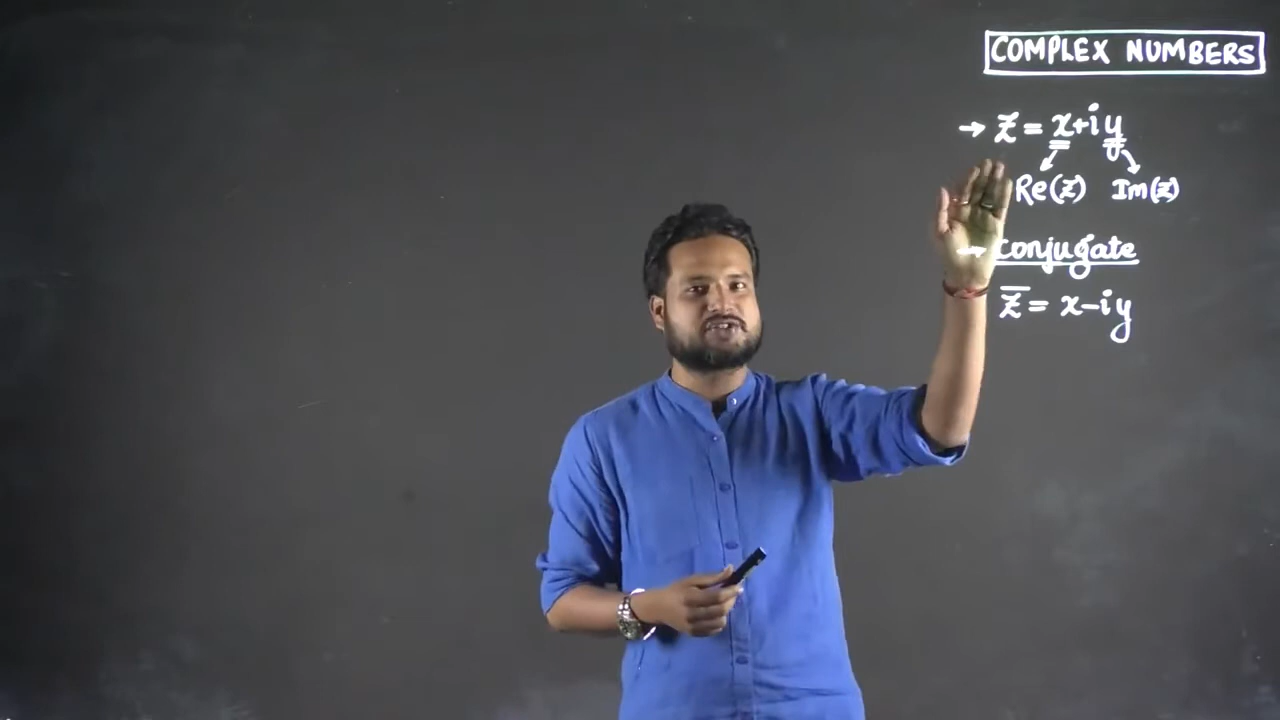 COMPLEX NUMBERS
→ z = x+iy
Re(z) Im(z)
→ conjugate
z̅ = x-iy